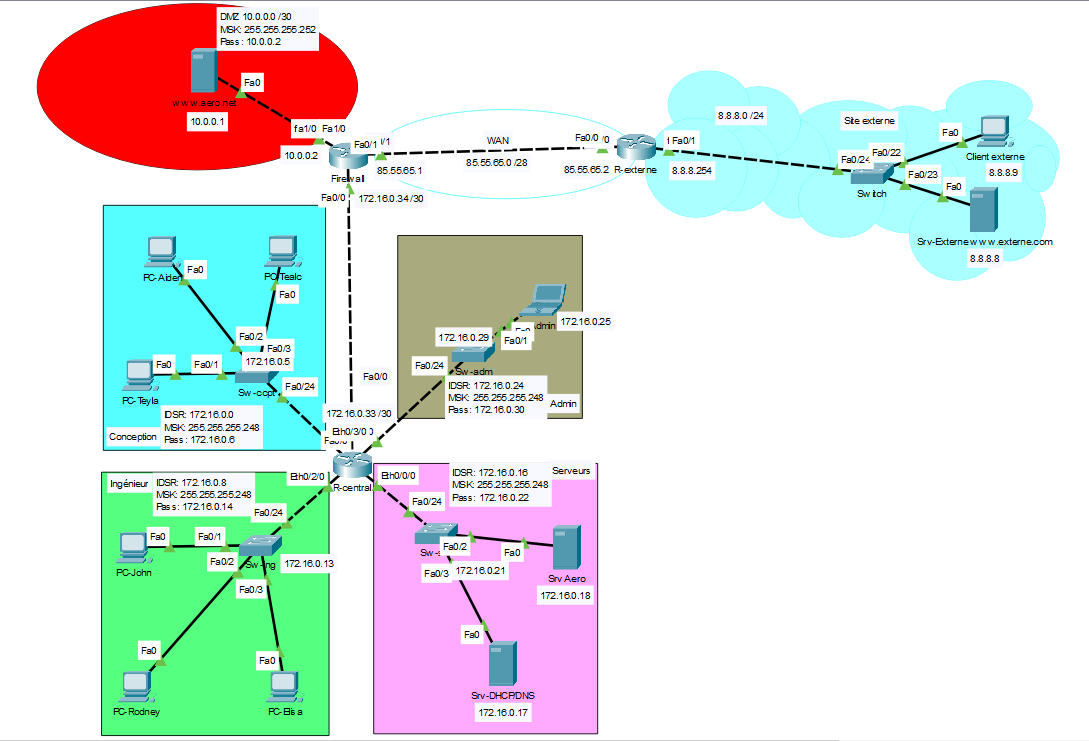 DMZ 10.0.0.0 /30
MSK: 255.255.255.252
Pass : 10.0.0.2
Fa0
www.aero.net
10.0.0.1
fa1/0
Fa1/0
10.0.0.2
Fa0/1
/1
Firewall
85.55.65.1
Fa0/0
172.16.0.34/30
WAN
85.55.65.0 /28
Fa0/0
/0
85.55.65.2
R-externe
Fa0/1
8.8.8.254
8.8.8.0 /24
Site externe
Fa0/24
Fa0/22
Fa0/23
Switch
Fa0
Client externe
8.8.8.9
Fa0
Srv-Externe www.externe.com
8.8.8.8
PC-Aiden
Fa0
PC Tealc
Fa0
Fa0/2
Fa0/3
172.16.0.5
Fa0
Fa0/1
PC-Teyla
Sw-ccpt
Fa0/24
IDSR: 172.16.0.0
MSK: 255.255.255.248
Pass : 172.16.0.6
Conception
Fa0/0
172.16.0.33 /30
Eth0/3/0
Fa0/0
R-central
Eth0/2/0
Eth0/0/0
172.16.0.29
Fa0
Fa0/1
172.16.0.25
Fa0/24
Sw-adm
IDSR: 172.16.0.24
MSK: 255.255.255.248
Pass : 172.16.0.30
Admin
Ingénieur
IDSR: 172.16.0.8
MSK: 255.255.255.248
Pass : 172.16.0.14
Fa0/24
Fa0
Fa0/1
PC-John
Fa0/2
Sw-ing
172.16.0.13
Fa0/3
Fa0
PC-Rodney
Fa0
PC-Elsa
IDSR: 172.16.0.16
MSK: 255.255.255.248
Pass : 172.16.0.22
Serveurs
Fa0/24
Sw-s
Fa0/2
Fa0
Fa0/3
172.16.0.21
Srv Aero
172.16.0.18
Fa0
Srv-DHCP/DNS
172.16.0.17